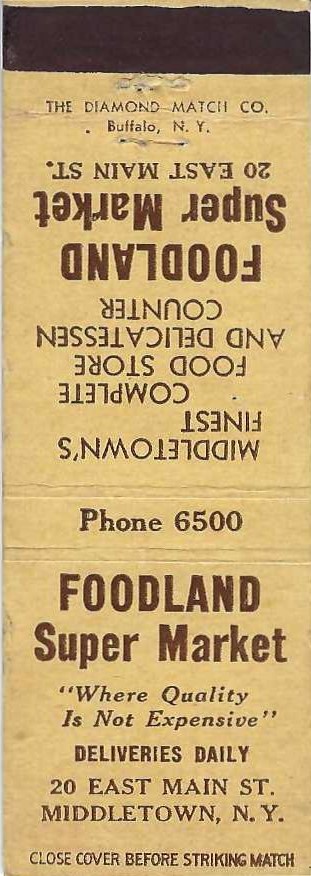 THE DIAMOND MATCH CO.
Buffalo, N. Y.
MIDDLETOWN'S
FINEST
COMPLETE
FOOD STORE
AND DELICATESSEN
COUNTER
FOODLAND
Super Market
20 EAST MAIN ST.
Phone 6500
FOODLAND
Super Market
"Where Quality
Is Not Expensive"
DELIVERIES DAILY
20 EAST MAIN ST.
MIDDLETOWN, N. Y.
CLOSE COVER BEFORE STRIKING MATCH